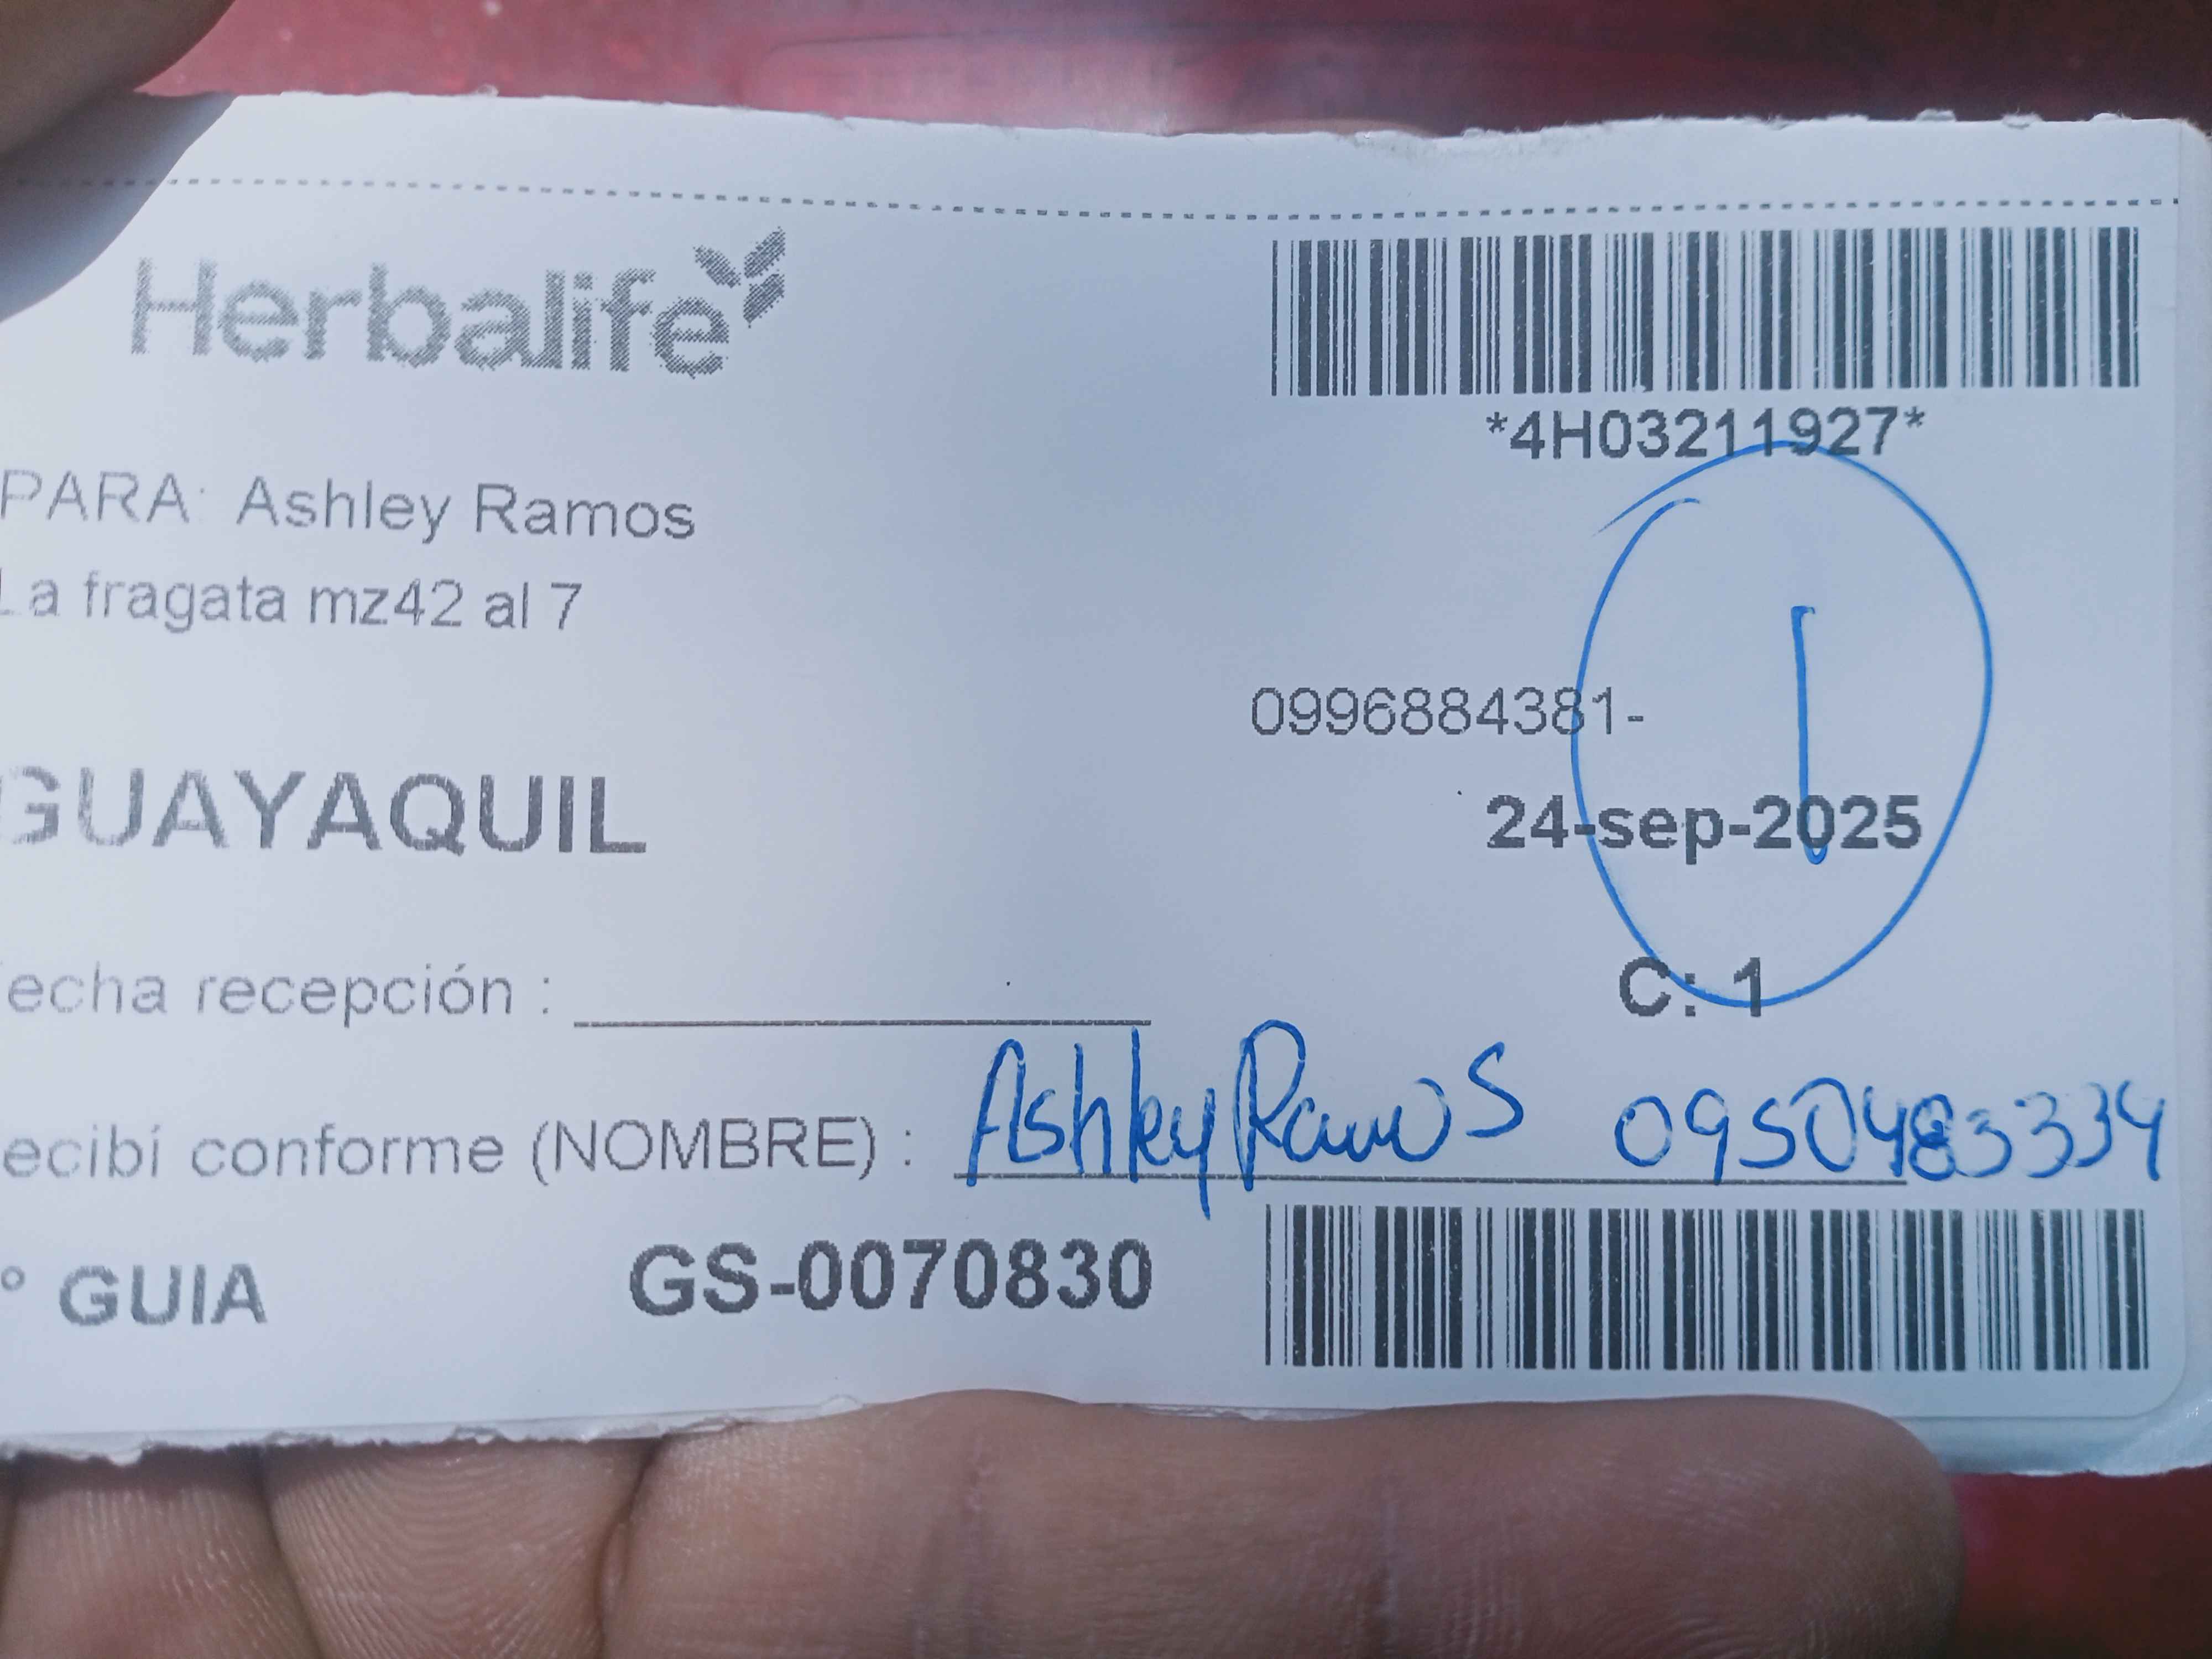 Herbalife
*4H03211927*
PARA: Ashley Ramos
La fragata mz42 al 7
0996884381-
1
GUAYAQUIL
24-sep-2025
echa recepción :
C: 1
ecibí conforme (NOMBRE) : Ashley Ramos 0950483334
° GUIA GS-0070830